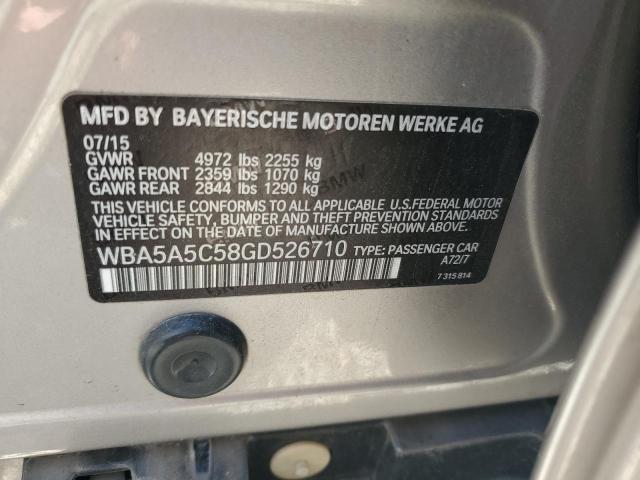 MFD BY BAYERISCHE MOTOREN WERKE AG
07/15
GVWR 4972 lbs 2255 kg
GAWR FRONT 2359 lbs 1070 kg
GAWR REAR 2844 lbs 1290 kg
THIS VEHICLE CONFORMS TO ALL APPLICABLE U.S. FEDERAL MOTOR
VEHICLE SAFETY, BUMPER AND THEFT PREVENTION STANDARDS
IN EFFECT ON THE DATE OF MANUFACTURE SHOWN ABOVE.
WBA5A5C58GD526710 TYPE: PASSENGER CAR
A72/7
7 315 814
BMW